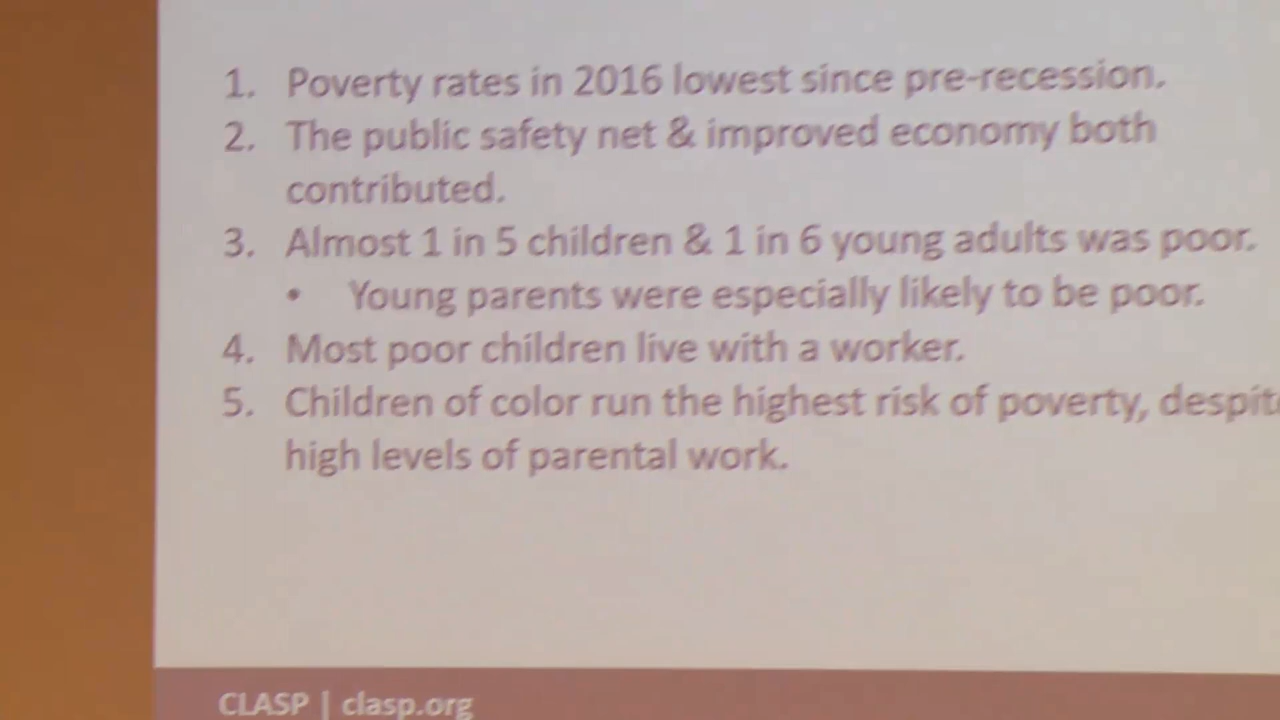 1. Poverty rates in 2016 lowest since pre-recession.
2. The public safety net & improved economy both
contributed.
3. Almost 1 in 5 children & 1 in 6 young adults was poor.
• Young parents were especially likely to be poor.
4. Most poor children live with a worker.
5. Children of color run the highest risk of poverty, despite
high levels of parental work.
CLASP | clasp.org